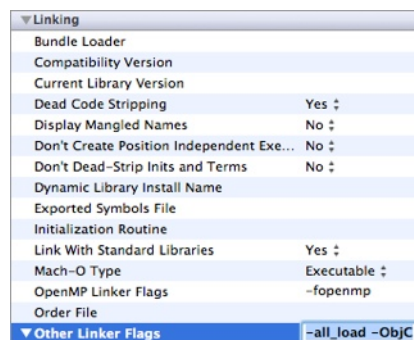 Linking
Bundle Loader
Compatibility Version
Current Library Version
Dead Code Stripping Yes
Display Mangled Names No
Don't Create Position Independent Exe... No
Don't Dead-Strip Inits and Terms No
Dynamic Library Install Name
Exported Symbols File
Initialization Routine
Link With Standard Libraries Yes
Mach-O Type Executable
OpenMP Linker Flags -fopenmp
Order File
Other Linker Flags -all_load -ObjC